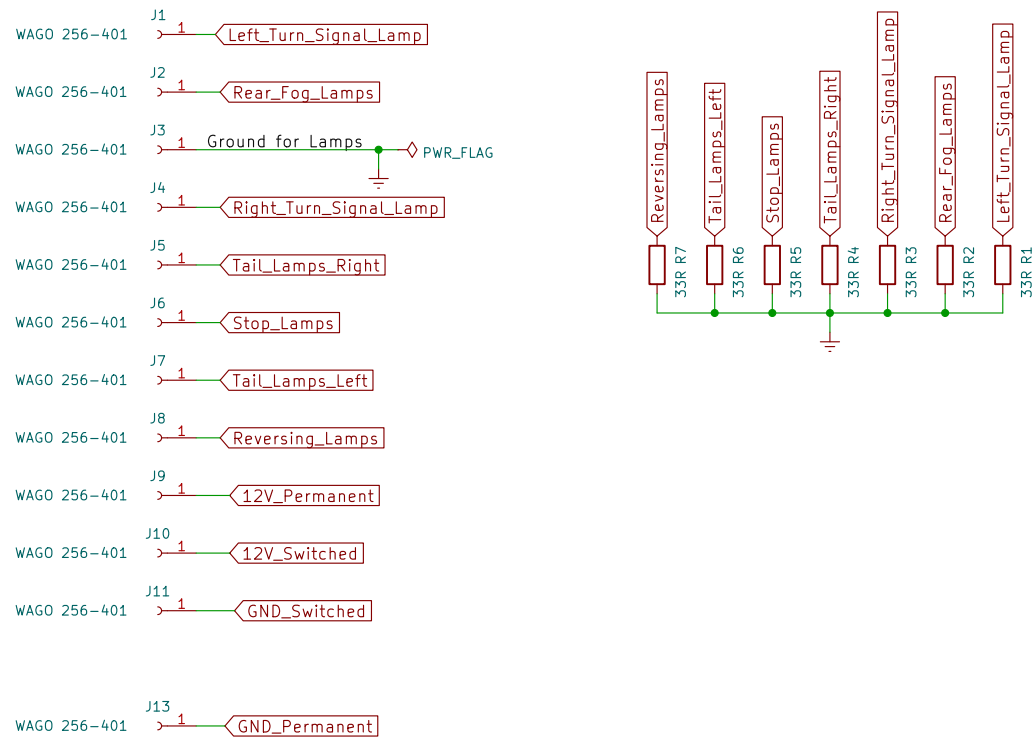 J1
WAGO 256-401 1 Left_Turn_Signal_Lamp
J2
WAGO 256-401 1 Rear_Fog_Lamps
J3
WAGO 256-401 1 Ground for Lamps PWR_FLAG
J4
WAGO 256-401 1 Right_Turn_Signal_Lamp
J5
WAGO 256-401 1 Tail_Lamps_Right
J6
WAGO 256-401 1 Stop_Lamps
J7
WAGO 256-401 1 Tail_Lamps_Left
J8
WAGO 256-401 1 Reversing_Lamps
J9
WAGO 256-401 1 12V_Permanent
J10
WAGO 256-401 1 12V_Switched
J11
WAGO 256-401 1 GND_Switched
J13
WAGO 256-401 1 GND_Permanent
Reversing_Lamps
33R R7
Tail_Lamps_Left
33R R6
Stop_Lamps
33R R5
Tail_Lamps_Right
33R R4
Right_Turn_Signal_Lamp
33R R3
Rear_Fog_Lamps
33R R2
Left_Turn_Signal_Lamp
33R R1